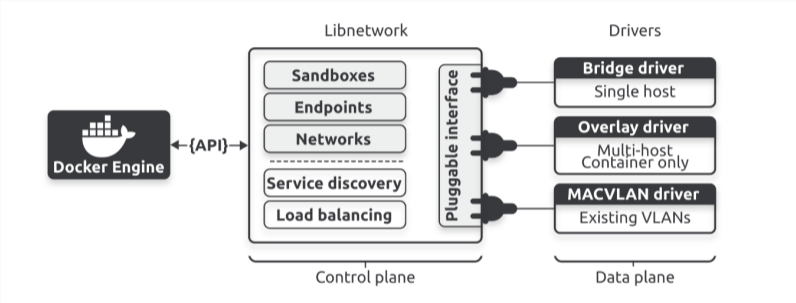 Libnetwork
Drivers
Docker Engine
{API}
Sandboxes
Endpoints
Networks
Service discovery
Load balancing
Pluggable interface
Bridge driver
Single host
Overlay driver
Multi-host
Container only
MACVLAN driver
Existing VLANs
Control plane
Data plane